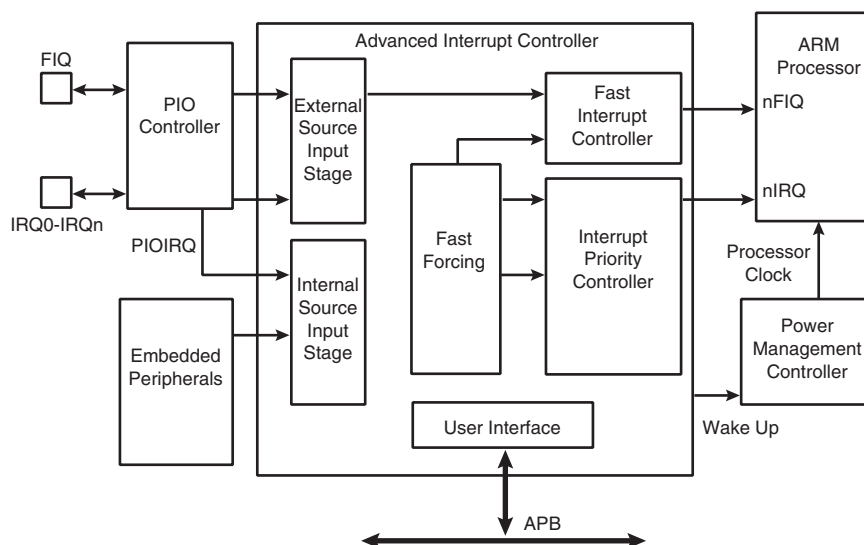 FIQ
IRQ0-IRQn
PIO
Controller
PIOIRQ
Embedded
Peripherals
Advanced Interrupt Controller
External
Source
Input
Stage
Internal
Source
Input
Stage
Fast
Forcing
Fast
Interrupt
Controller
Interrupt
Priority
Controller
User Interface
APB
ARM
Processor
nFIQ
nIRQ
Processor
Clock
Power
Management
Controller
Wake Up